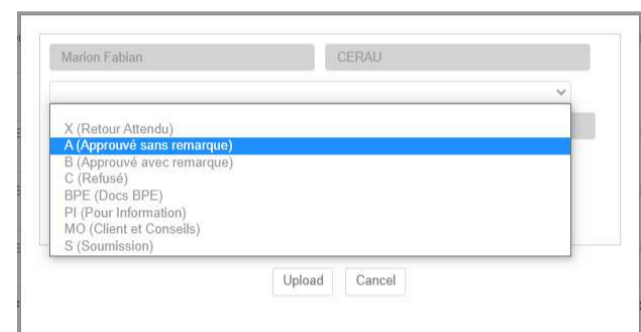 Marion Fabian
CERAU
X (Retour Attendu)
A (Approuvé sans remarque)
B (Approuvé avec remarque)
C (Refusé)
BPE (Docs BPE)
PI (Pour Information)
MO (Client et Conseils)
S (Soumission)
Upload
Cancel